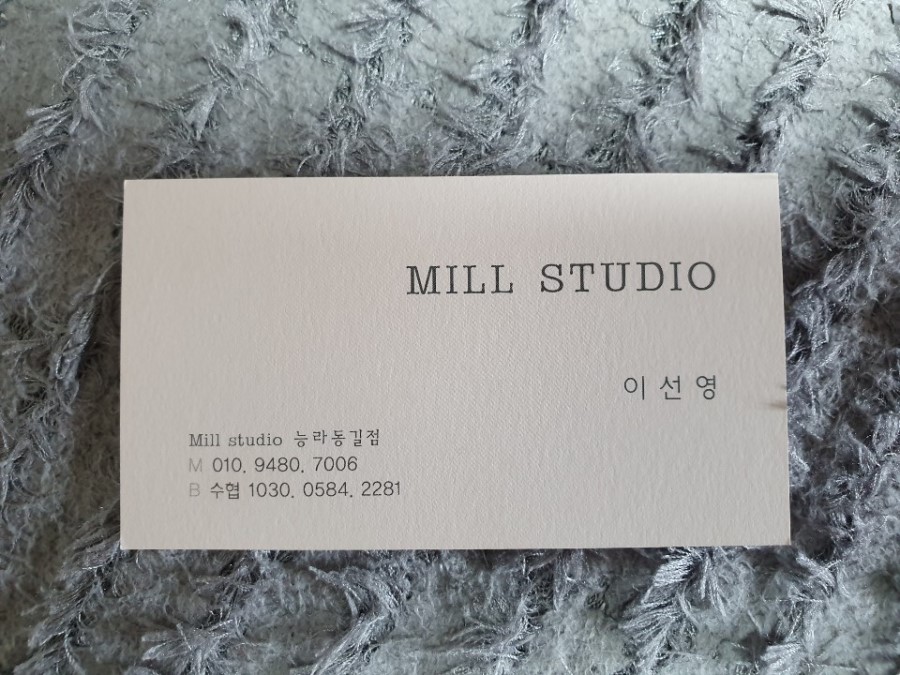 MILL STUDIO
이선영
Mill studio 능라동길점
M 010. 9480. 7006
B 수협 1030. 0584. 2281